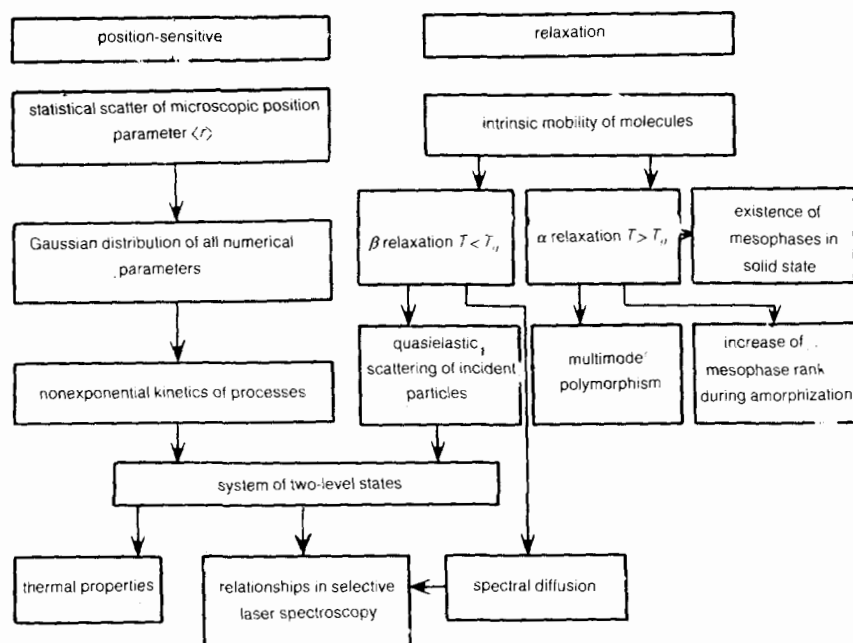 position-sensitive
relaxation
statistical scatter of microscopic position
parameter ⟨r⟩
intrinsic mobility of molecules
Gaussian distribution of all numerical
parameters
β relaxation T < Tg
α relaxation T > Tg
existence of
mesophases in
solid state
nonexponential kinetics of processes
quasielastic
scattering of incident
particles
multimode
polymorphism
increase of
mesophase rank
during amorphization
system of two-level states
thermal properties
relationships in selective
laser spectroscopy
spectral diffusion